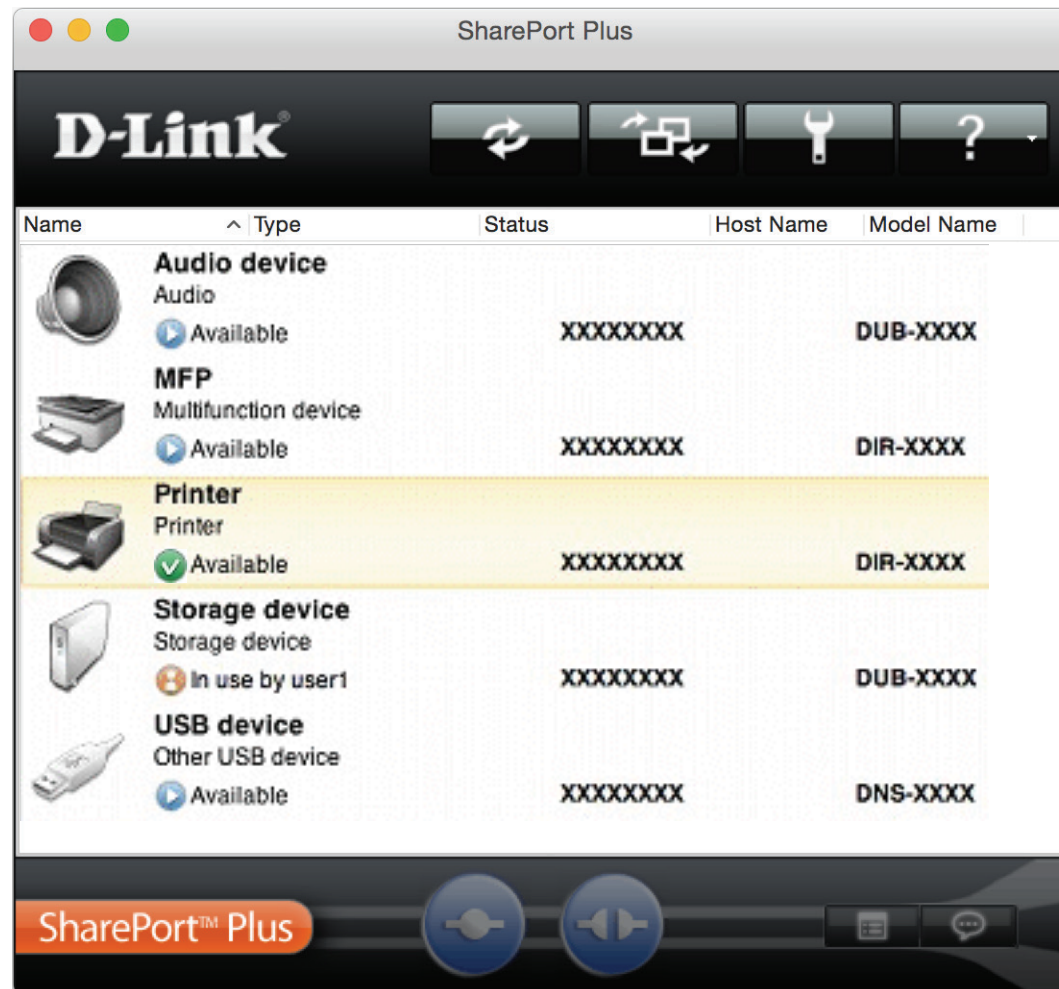 SharePort Plus
D-Link®
?
Name Type Status Host Name Model Name
Audio device
Audio
Available XXXXXXXX DUB-XXXX
MFP
Multifunction device
Available XXXXXXXX DIR-XXXX
Printer
Printer
Available XXXXXXXX DIR-XXXX
Storage device
Storage device
In use by user1 XXXXXXXX DUB-XXXX
USB device
Other USB device
Available XXXXXXXX DNS-XXXX
SharePort™ Plus